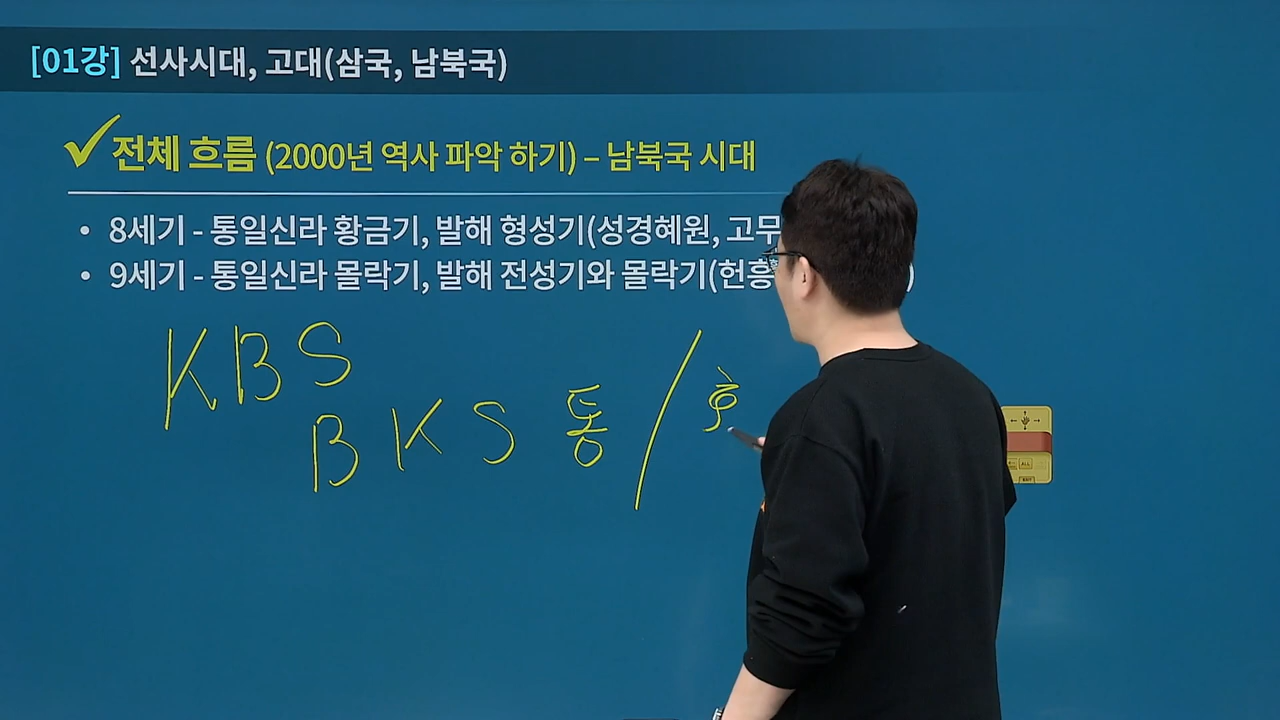 [01강] 선사시대, 고대(삼국, 남북국)
전체 흐름 (2000년 역사 파악 하기) – 남북국 시대
• 8세기 - 통일신라 황금기, 발해 형성기(성경혜원, 고무
• 9세기 - 통일신라 몰락기, 발해 전성기와 몰락기(헌흥 )
KBS
BKS 통 / 후
ALL